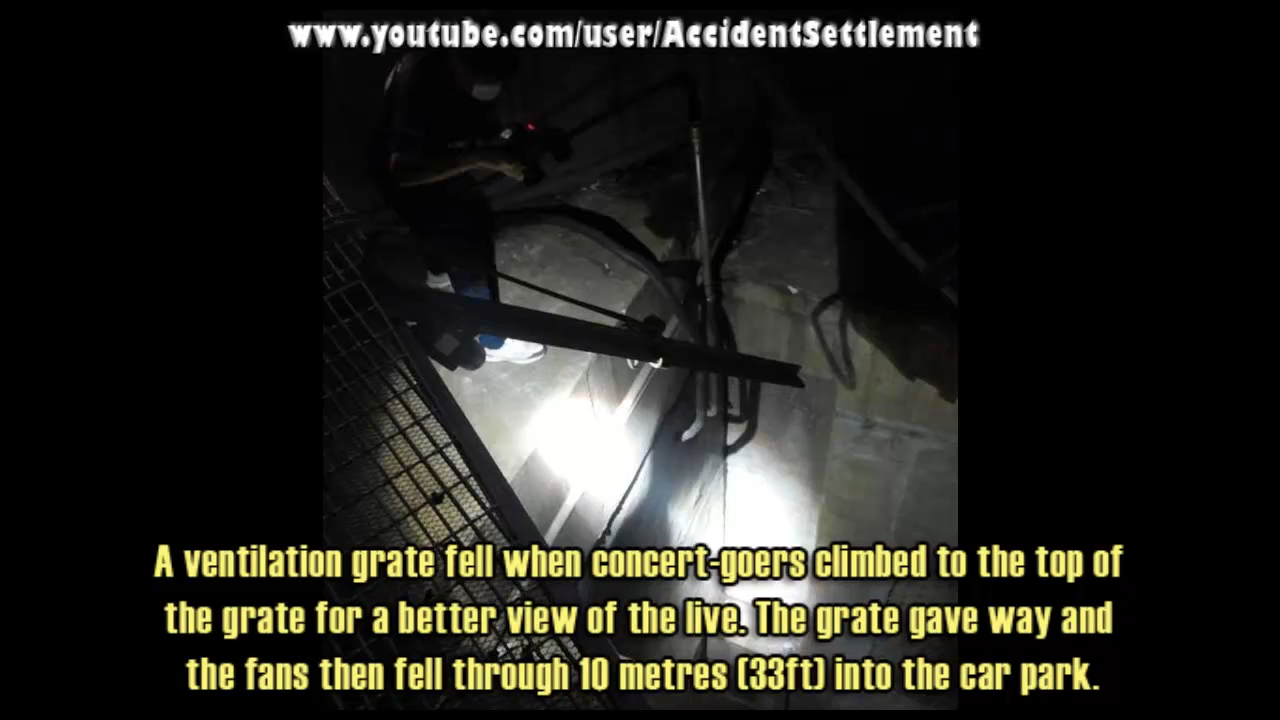 www.youtube.com/user/AccidentSettlement
A ventilation grate fell when concert-goers climbed to the top of
the grate for a better view of the live. The grate gave way and
the fans then fell through 10 metres (33ft) into the car park.